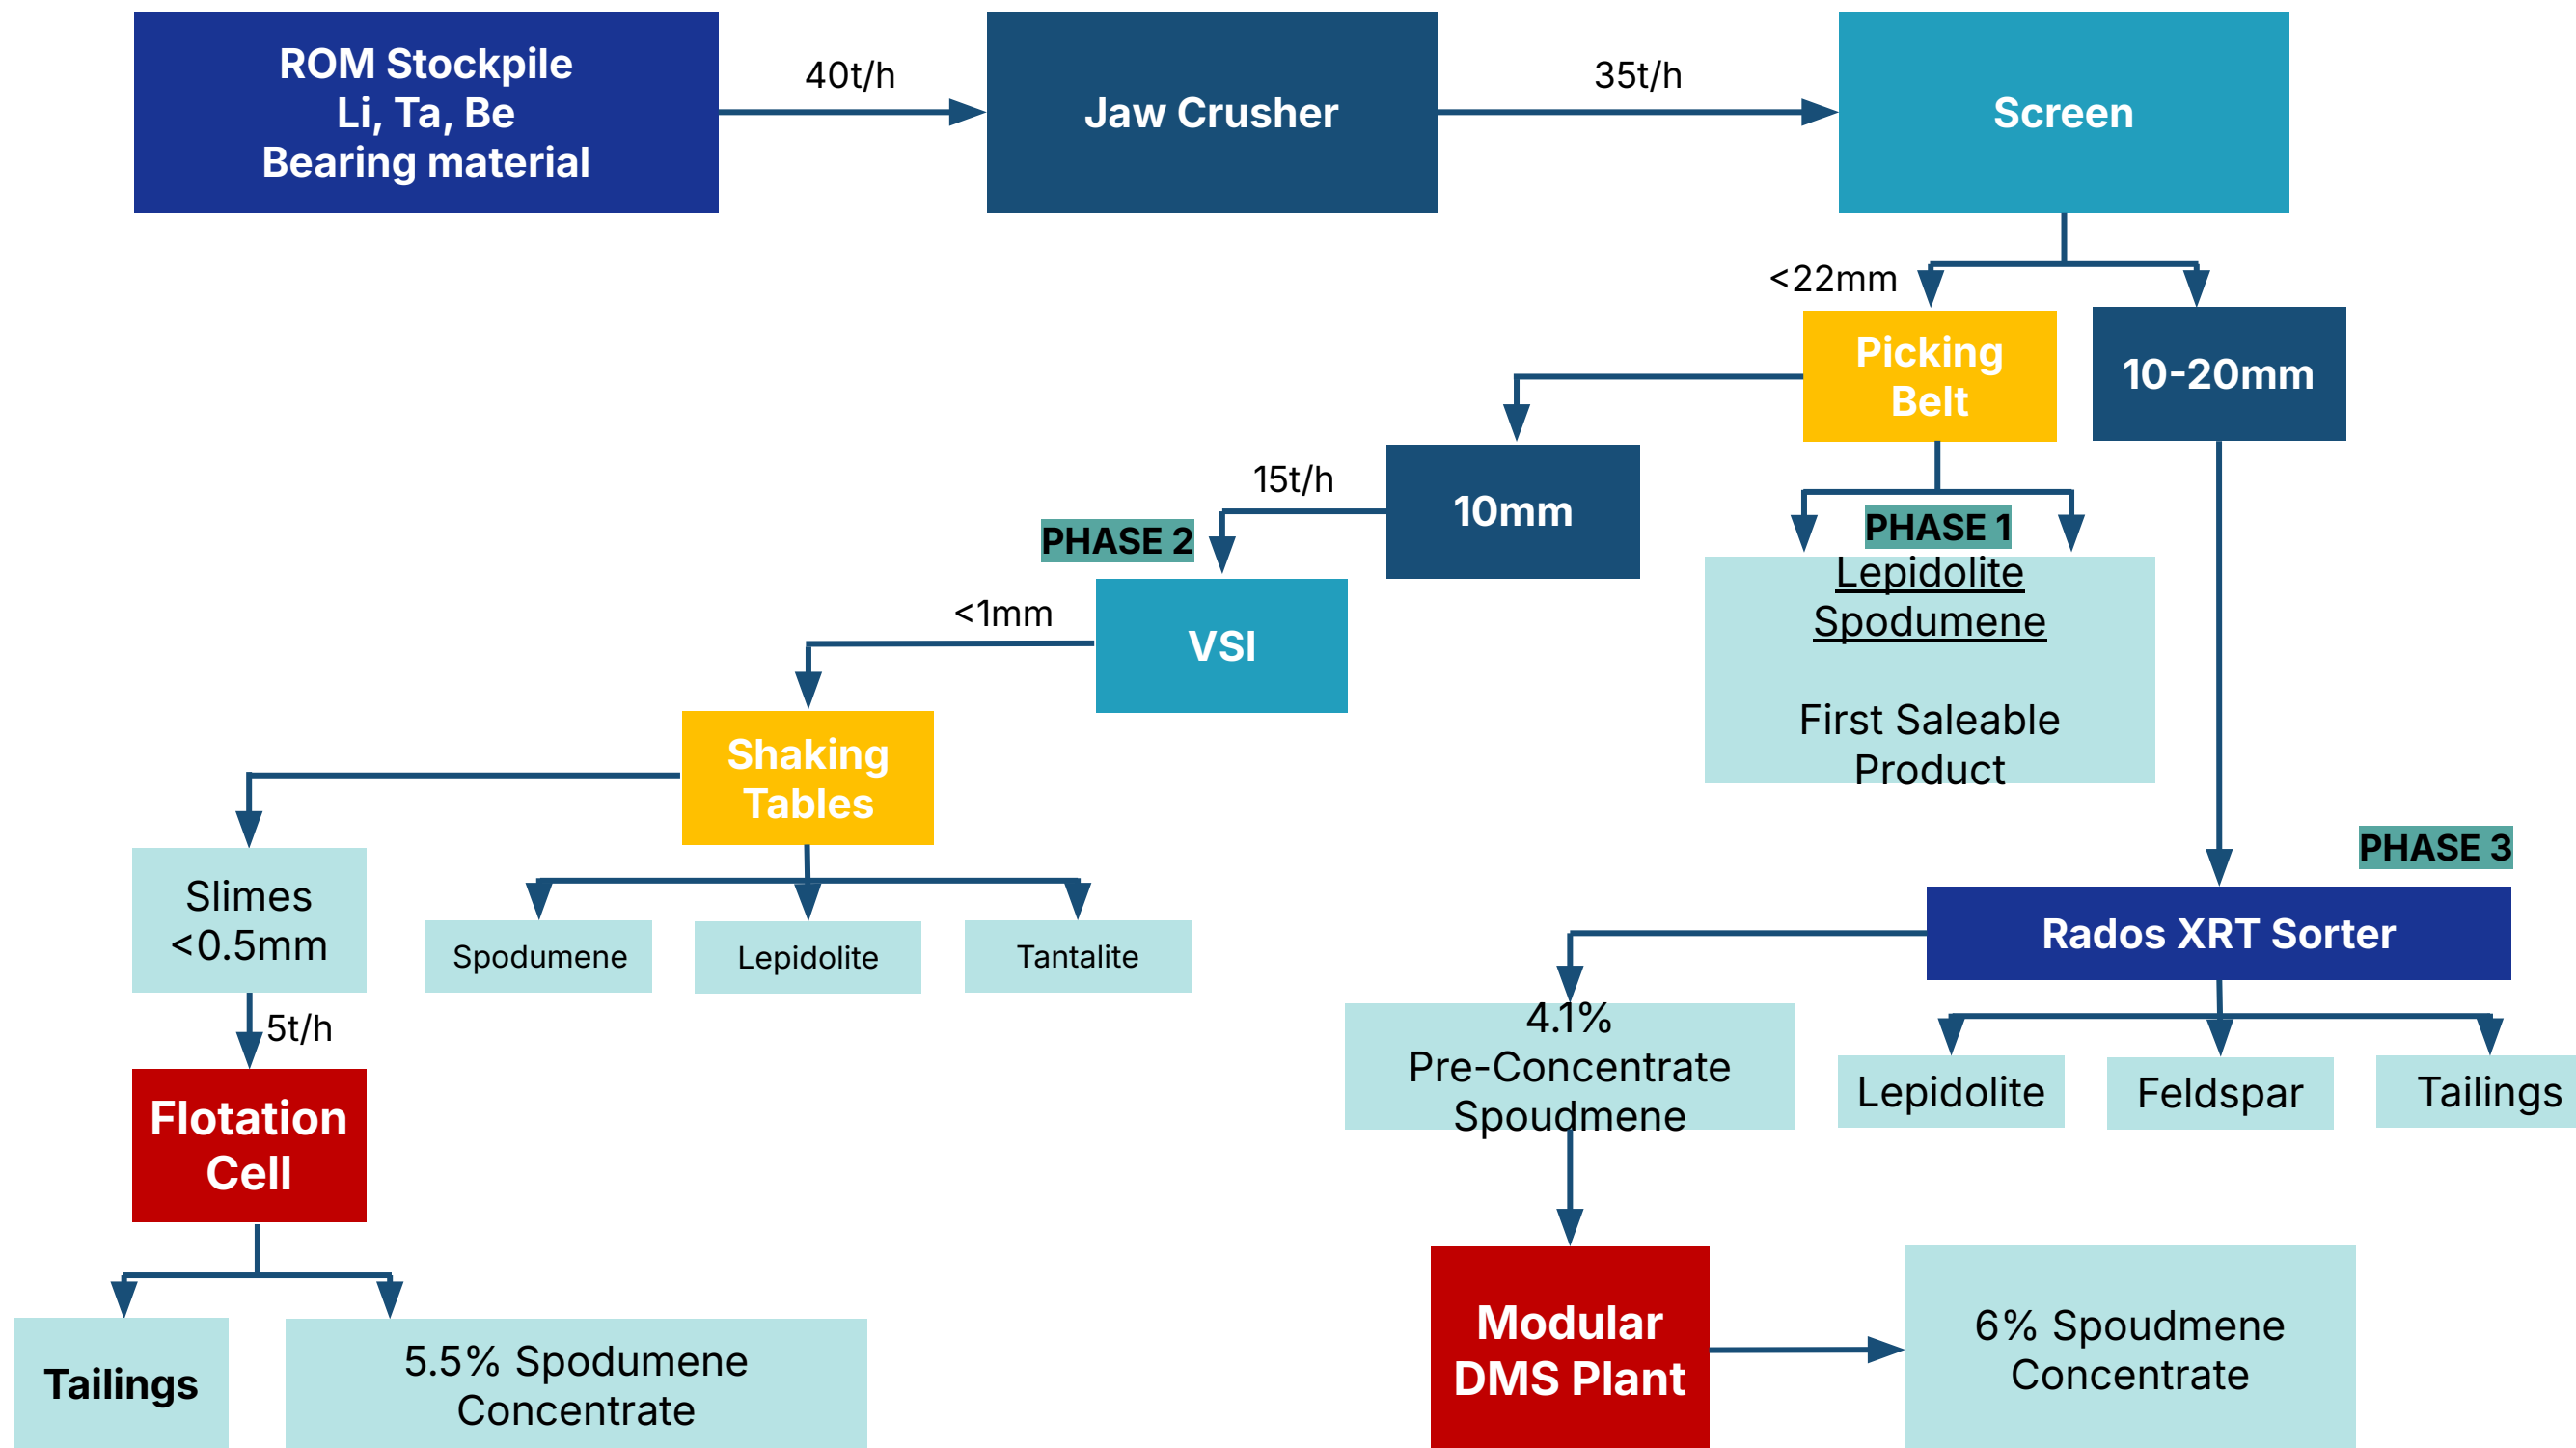 ROM Stockpile
Li, Ta, Be
Bearing material
40t/h
Jaw Crusher
35t/h
Screen
<22mm
Picking
Belt
10-20mm
10mm
15t/h
PHASE 1
Lepidolite
Spodumene
First Saleable
Product
PHASE 2
VSI
<1mm
Shaking
Tables
Slimes
<0.5mm
Spodumene
Lepidolite
Tantalite
5t/h
Flotation
Cell
Tailings
5.5% Spodumene
Concentrate
PHASE 3
Rados XRT Sorter
4.1%
Pre-Concentrate
Spoudmene
Lepidolite
Feldspar
Tailings
Modular
DMS Plant
6% Spoudmene
Concentrate